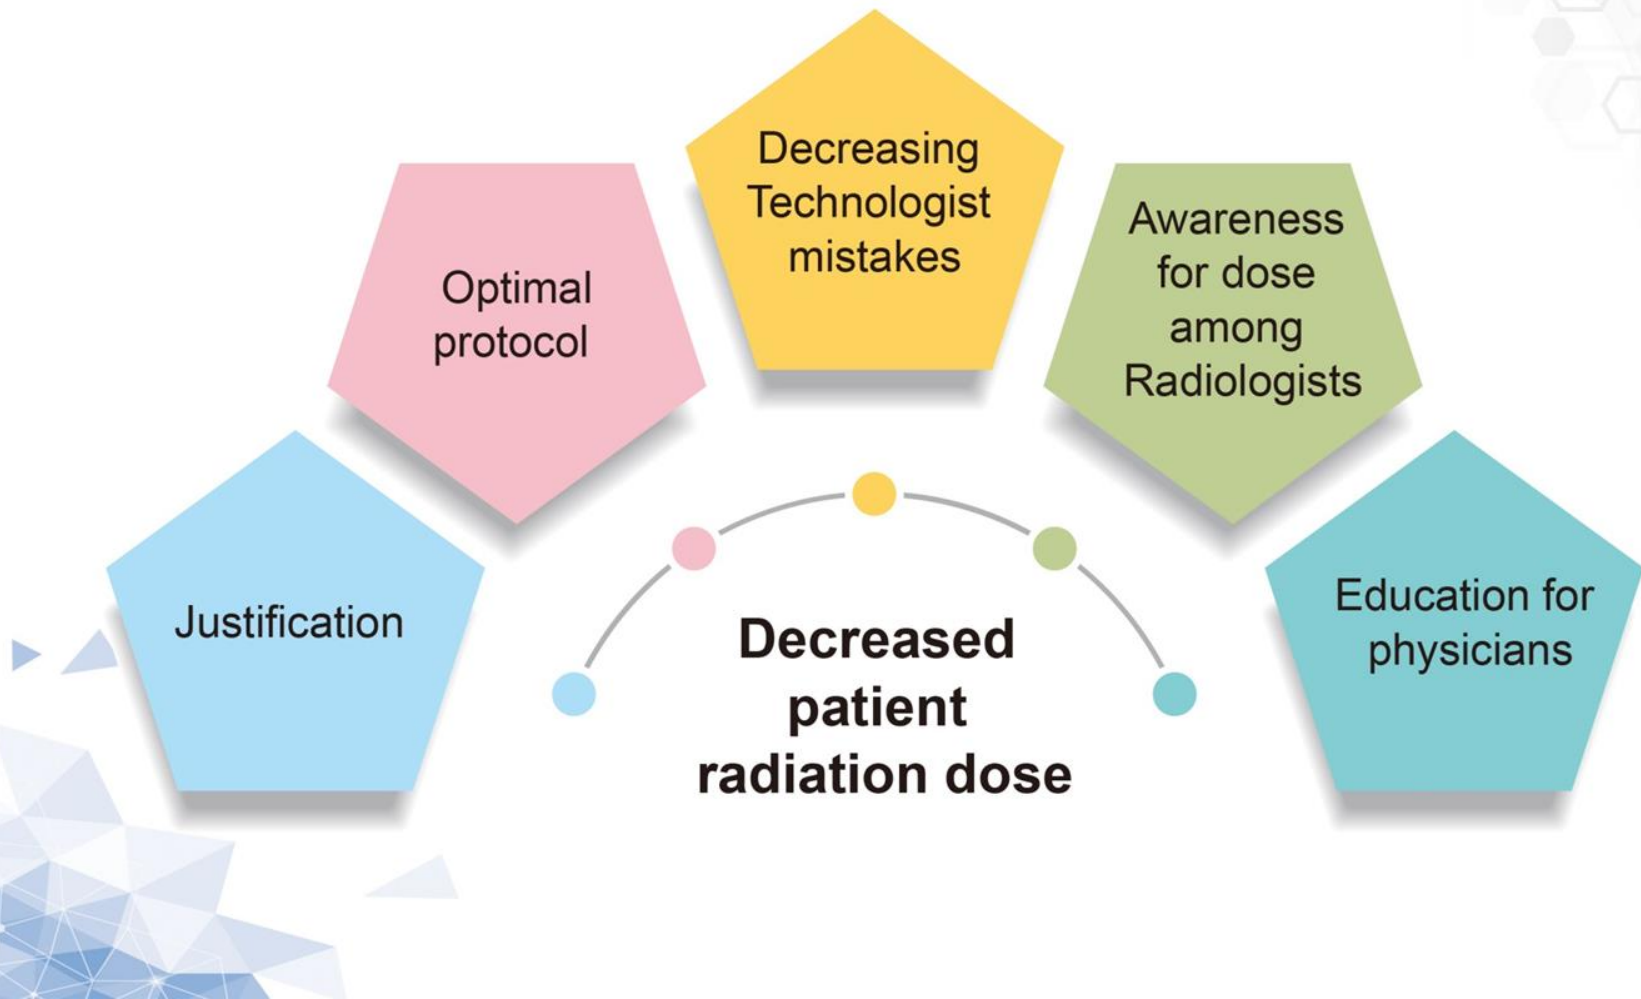 Justification
Optimal
protocol
Decreasing
Technologist
mistakes
Awareness
for dose
among
Radiologists
Education for
physicians
Decreased
patient
radiation dose